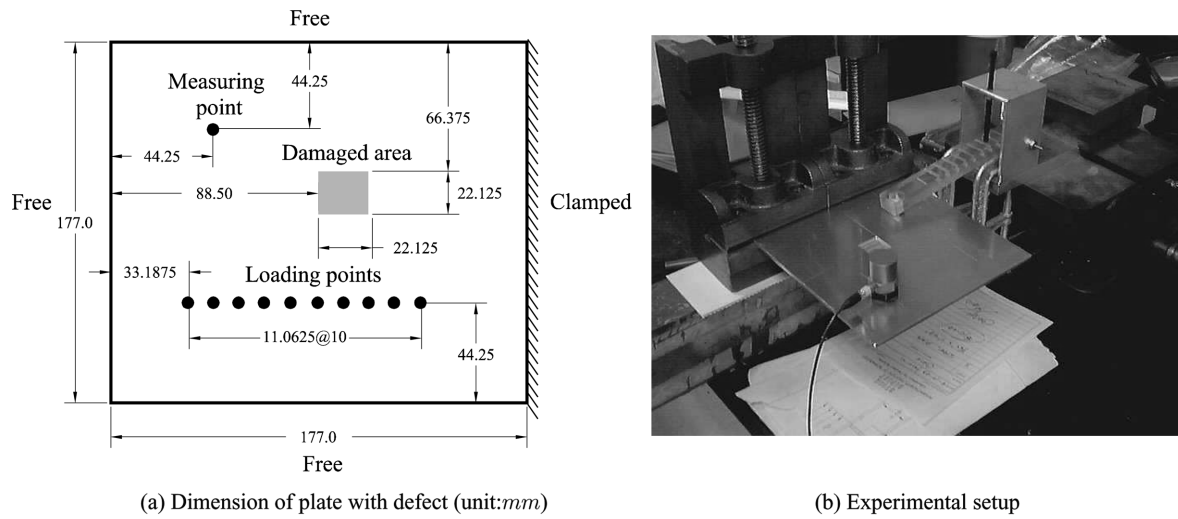 Free
Measuring
point
44.25
66.375
44.25
Damaged area
88.50
22.125
Free
Clamped
177.0
22.125
33.1875
Loading points
11.0625@10
44.25
177.0
Free
(a) Dimension of plate with defect (unit:mm)
(b) Experimental setup